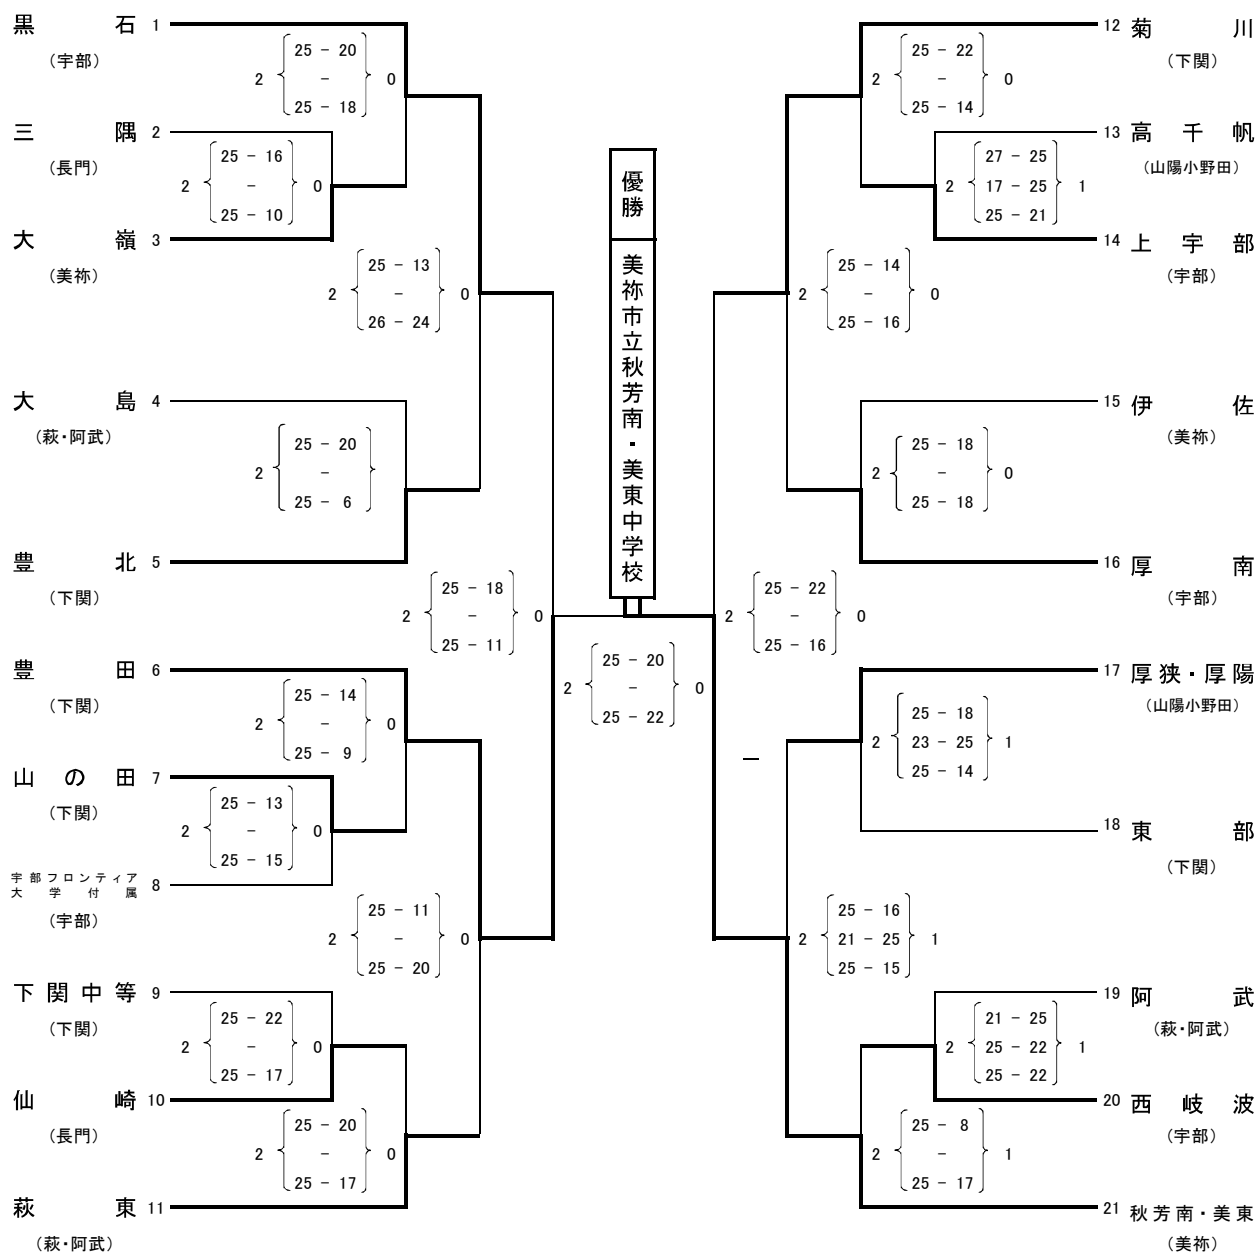 黒石 1
(宇部)
25 - 20
2 - 0
25 - 18
三隅 2
(長門)
25 - 16
2 - 0
25 - 10
大嶺 3
(美祢)
25 - 13
2 - 0
26 - 24
大島 4
(萩・阿武)
25 - 20
2 -
25 - 6
豊北 5
(下関)
25 - 18
2 - 0
25 - 11
豊田 6
(下関)
25 - 14
2 - 0
25 - 9
山の田 7
(下関)
25 - 13
2 - 0
25 - 15
宇部フロンティア
大学付属 8
(宇部)
25 - 11
2 - 0
25 - 20
下関中等 9
(下関)
25 - 22
2 - 0
25 - 17
仙崎 10
(長門)
25 - 20
2 - 0
25 - 17
萩東 11
(萩・阿武)
優勝
美祢市立秋芳南・美東中学校
25 - 20
2 - 0
25 - 22
12 菊川
(下関)
25 - 22
2 - 0
25 - 14
13 高千帆
(山陽小野田)
27 - 25
2 17 - 25 1
25 - 21
14 上宇部
(宇部)
25 - 14
2 - 0
25 - 16
15 伊佐
(美祢)
25 - 18
2 - 0
25 - 18
16 厚南
(宇部)
25 - 22
2 - 0
25 - 16
17 厚狭・厚陽
(山陽小野田)
25 - 18
2 23 - 25 1
25 - 14
–
18 東部
(下関)
25 - 16
2 21 - 25 1
25 - 15
19 阿武
(萩・阿武)
21 - 25
2 25 - 22 1
25 - 22
20 西岐波
(宇部)
25 - 8
2 - 1
25 - 17
21 秋芳南・美東
(美祢)